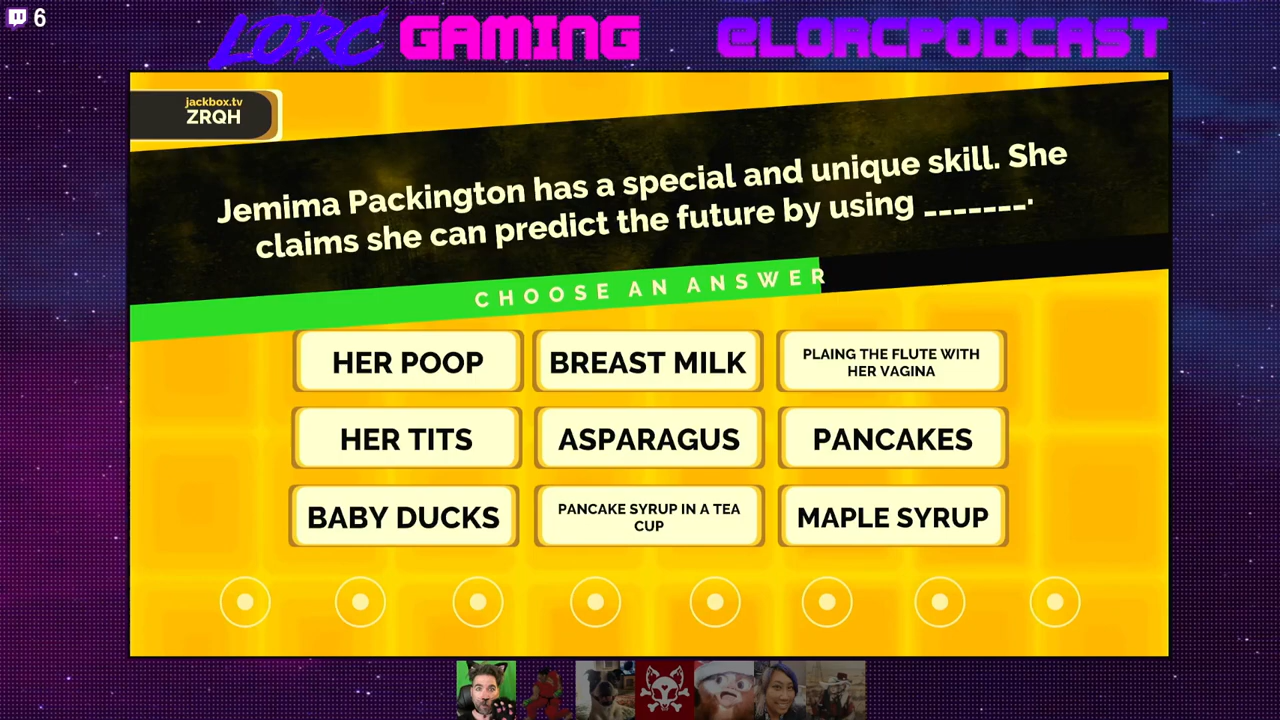 6
LORC GAMING
@LORCPODCAST
jackbox.tv
ZRQH
Jemima Packington has a special and unique skill. She
claims she can predict the future by using _______.
CHOOSE AN ANSWER
HER POOP
BREAST MILK
PLAING THE FLUTE WITH
HER VAGINA
HER TITS
ASPARAGUS
PANCAKES
BABY DUCKS
PANCAKE SYRUP IN A TEA
CUP
MAPLE SYRUP